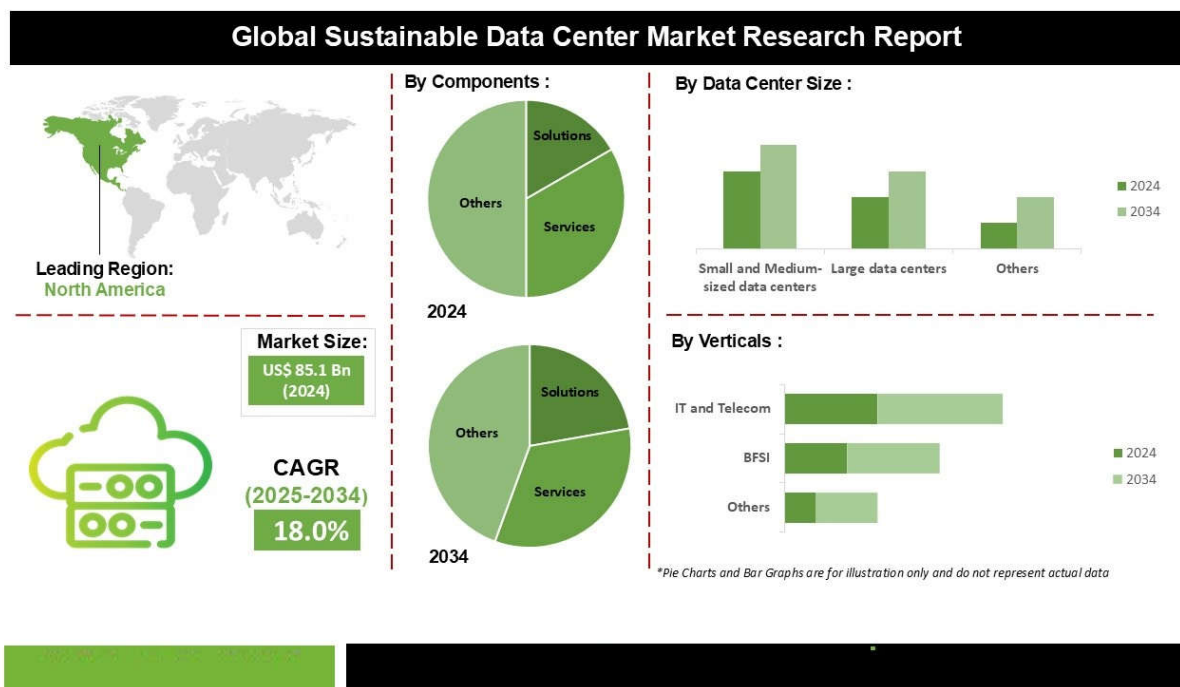 Global Sustainable Data Center Market Research Report
Leading Region:
North America
Market Size:
US$ 85.1 Bn
(2024)
CAGR
(2025-2034)
18.0%
By Components :
Solutions
Others
Services
2024
Solutions
Others
Services
2034
By Data Center Size :
2024
2034
Small and Medium-
sized data centers
Large data centers
Others
By Verticals :
IT and Telecom
BFSI
Others
2024
2034
*Pie Charts and Bar Graphs are for illustration only and do not represent actual data